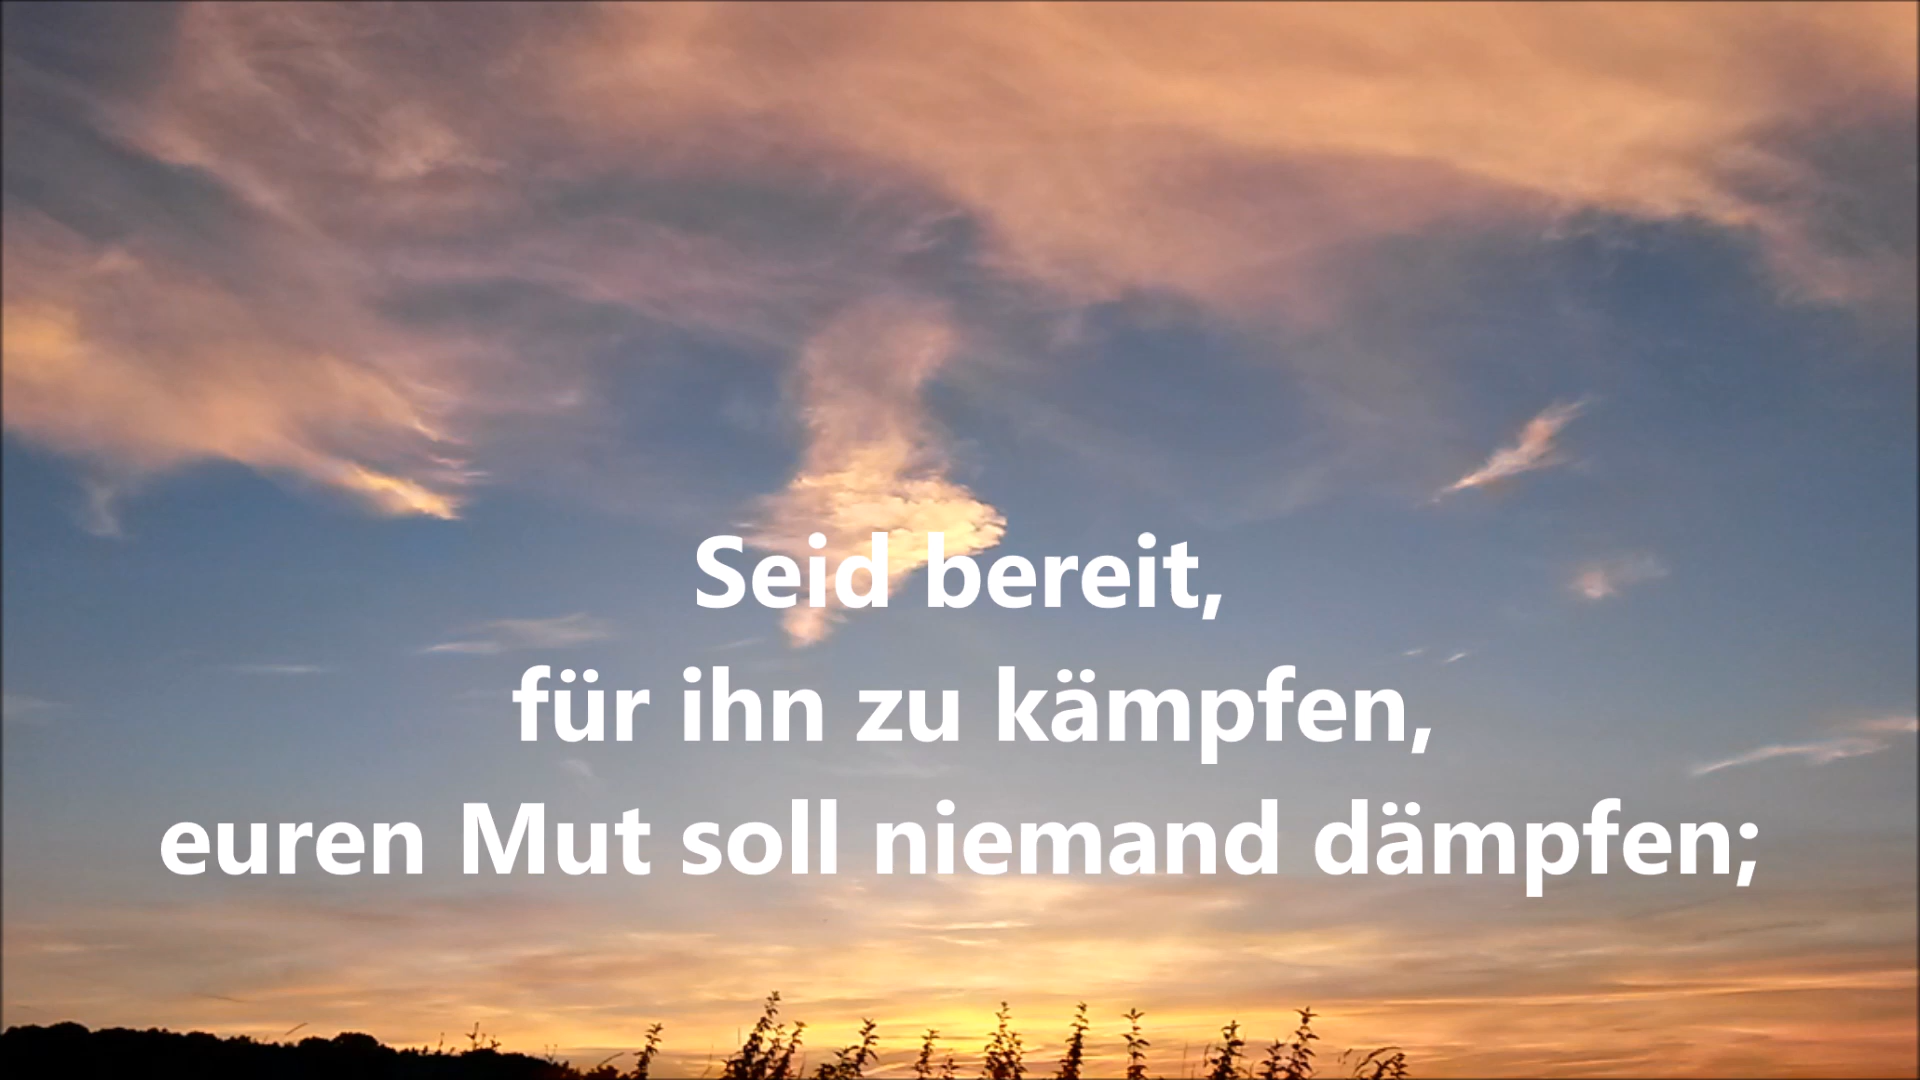 Seid bereit,
für ihn zu kämpfen,
euren Mut soll niemand dämpfen;